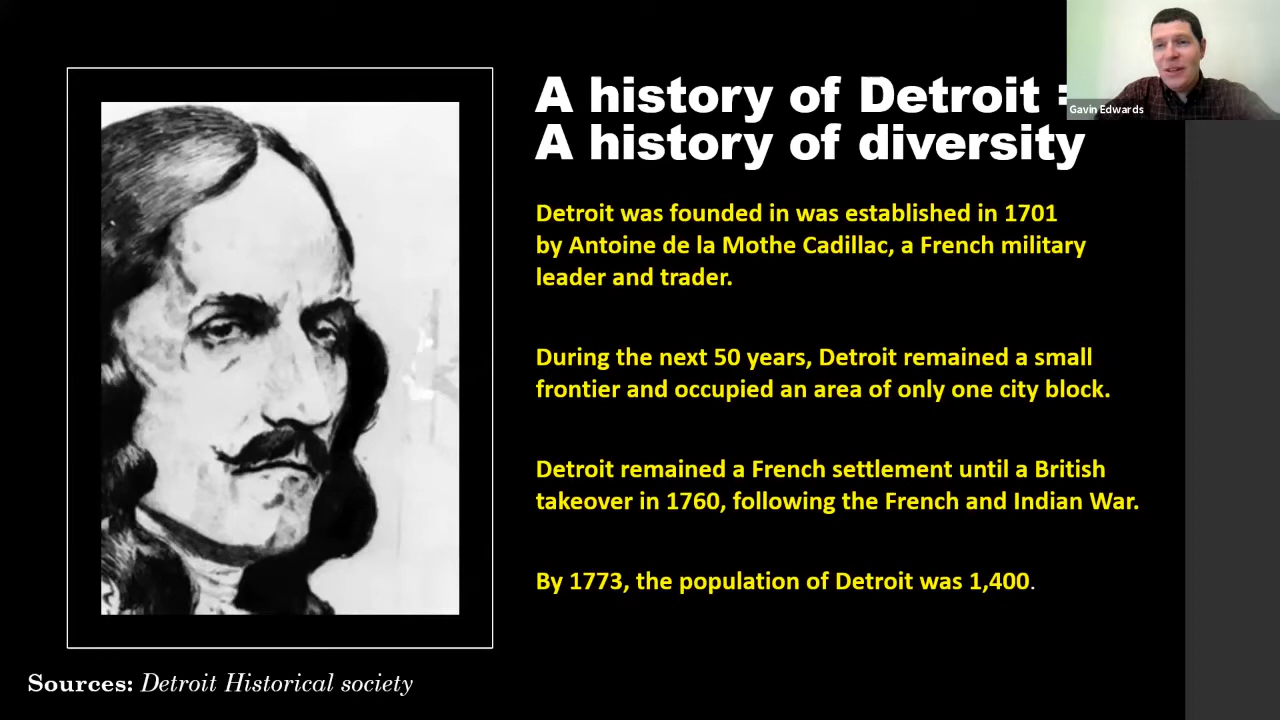 A history of Detroit :
A history of diversity
Gavin Edwards
Detroit was founded in was established in 1701
by Antoine de la Mothe Cadillac, a French military
leader and trader.
During the next 50 years, Detroit remained a small
frontier and occupied an area of only one city block.
Detroit remained a French settlement until a British
takeover in 1760, following the French and Indian War.
By 1773, the population of Detroit was 1,400.
Sources: Detroit Historical society